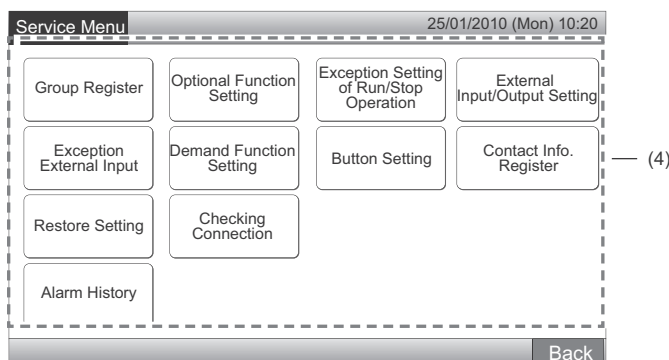 Service Menu
25/01/2010 (Mon) 10:20
Group Register
Optional Function
Setting
Exception Setting
of Run/Stop
Operation
External
Input/Output Setting
Exception
External Input
Demand Function
Setting
Button Setting
Contact Info.
Register
(4)
Restore Setting
Checking
Connection
Alarm History
Back